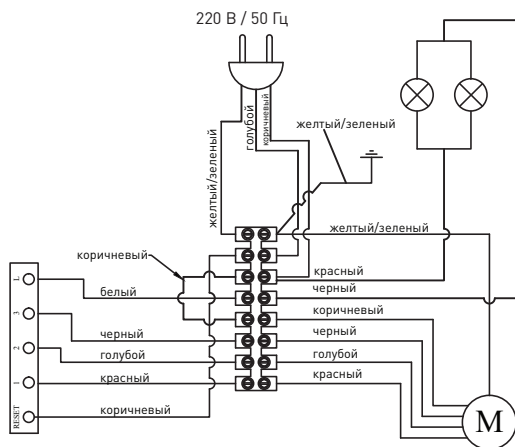 220 В / 50 Гц
желтый/зеленый
голубой
коричневый
желтый/зеленый
желтый/зеленый
коричневый
красный
L
белый
черный
коричневый
3
черный
черный
2
голубой
голубой
1
красный
красный
RESET
коричневый
M